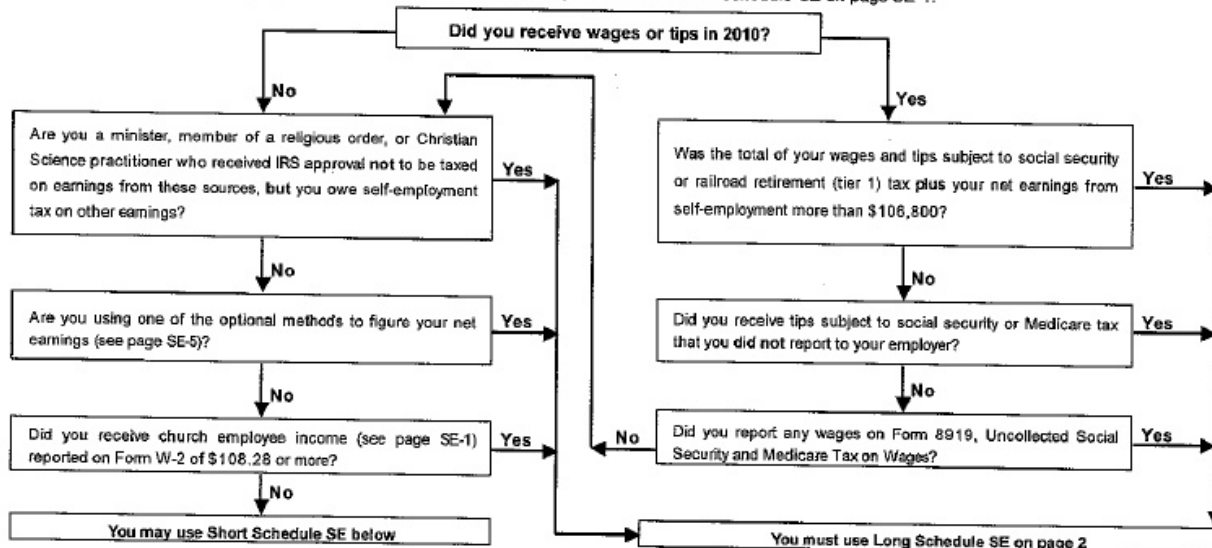 Schedule SE on page SE-1.
Did you receive wages or tips in 2010?
No
Yes
Are you a minister, member of a religious order, or Christian
Science practitioner who received IRS approval not to be taxed
on earnings from these sources, but you owe self-employment
tax on other earnings?
Yes
Was the total of your wages and tips subject to social security
or railroad retirement (tier 1) tax plus your net earnings from
self-employment more than $106,800?
Yes
No
No
Are you using one of the optional methods to figure your net
earnings (see page SE-5)?
Yes
Did you receive tips subject to social security or Medicare tax
that you did not report to your employer?
Yes
No
No
Did you receive church employee income (see page SE-1)
reported on Form W-2 of $108.28 or more?
Yes
No
Did you report any wages on Form 8919, Uncollected Social
Security and Medicare Tax on Wages?
Yes
No
You may use Short Schedule SE below
You must use Long Schedule SE on page 2